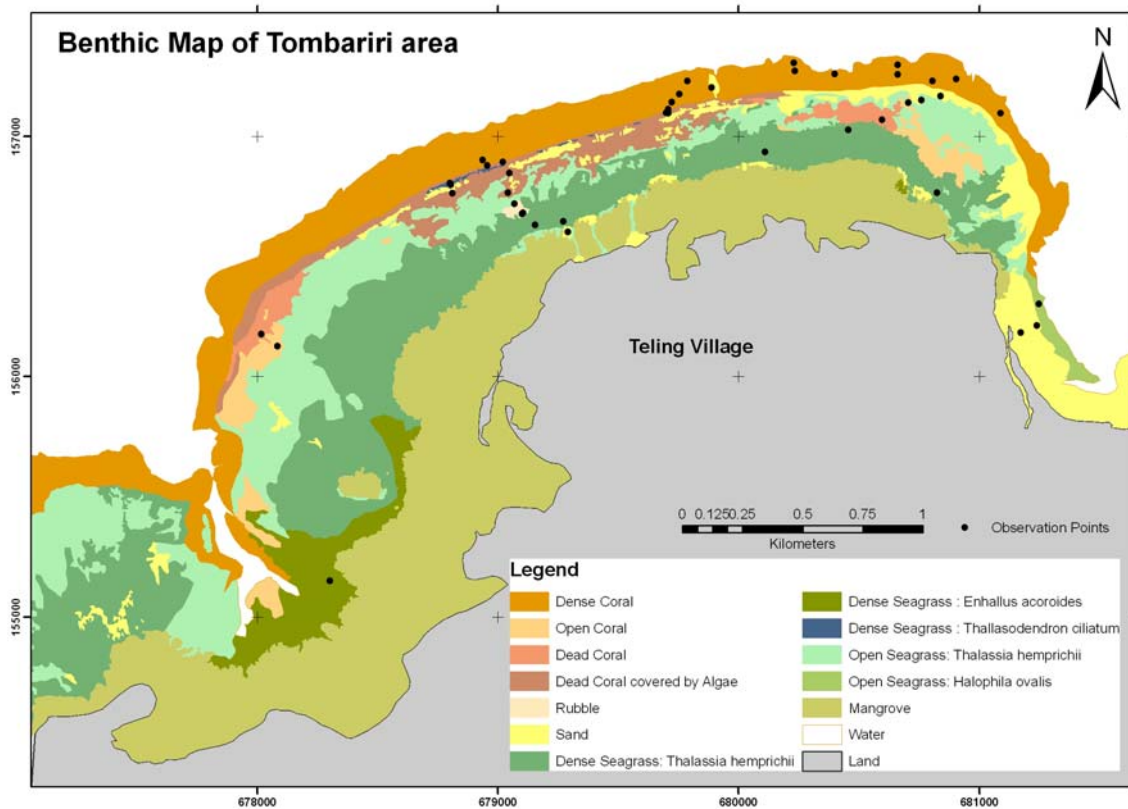 Benthic Map of Tombariri area
N
157000
156000
155000
Teling Village
0 0.1250.25 0.5 0.75 1
Kilometers
Observation Points
Legend
Dense Coral
Open Coral
Dead Coral
Dead Coral covered by Algae
Rubble
Sand
Dense Seagrass: Thalassia hemprichii
Dense Seagrass : Enhallus acoroides
Dense Seagrass : Thallasodendron ciliatum
Open Seagrass: Thalassia hemprichii
Open Seagrass: Halophila ovalis
Mangrove
Water
Land
678000 679000 680000 681000